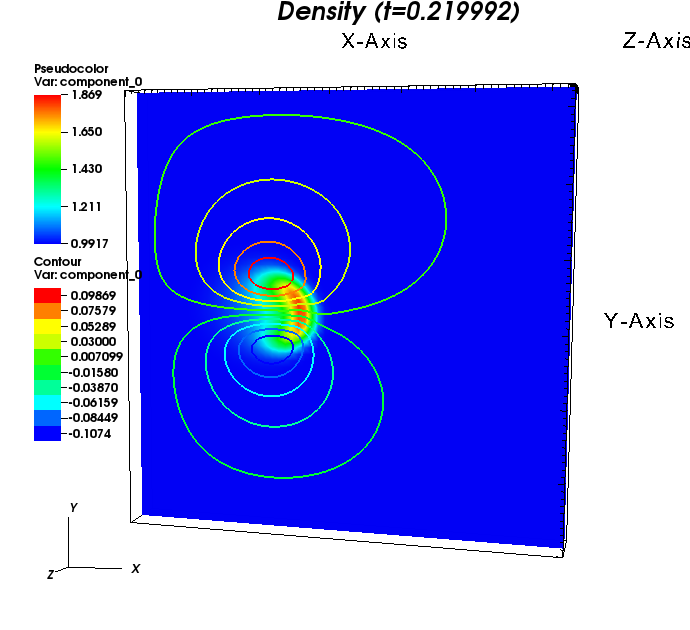 Density (t=0.219992)
X-Axis
Z-Axis
Pseudocolor
Var: component_0
1.869
1.650
1.430
1.211
0.9917
Contour
Var: component_0
0.09869
0.07579
0.05289
0.03000
0.007099
-0.01580
-0.03870
-0.06159
-0.08449
-0.1074
Y-Axis
Y
Z
X